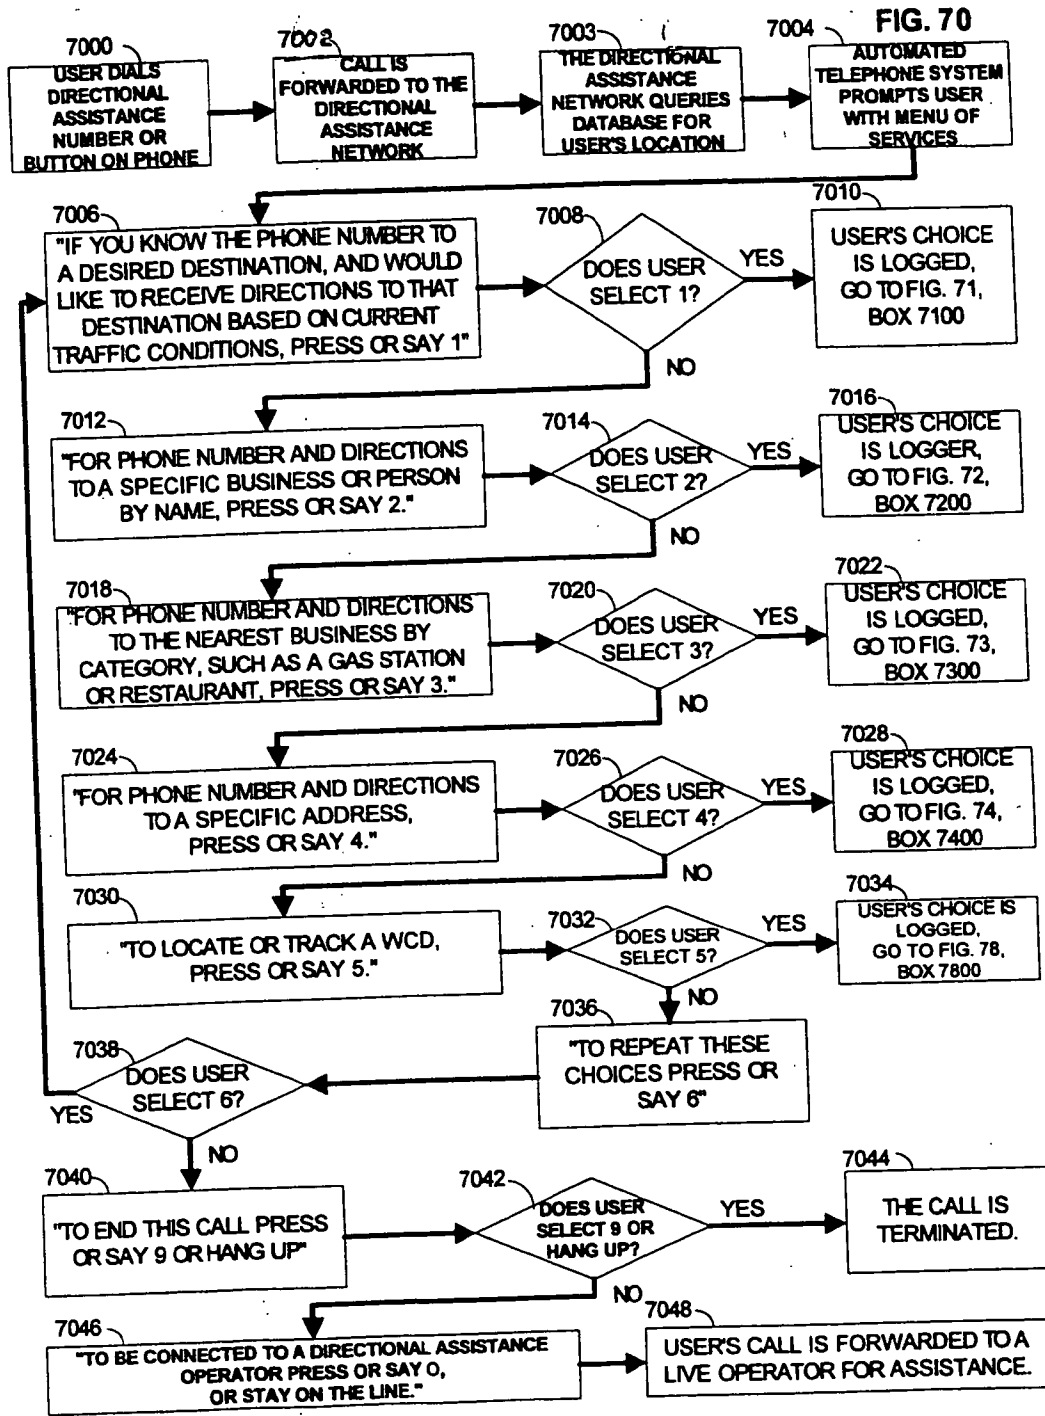 FIG. 70
7000
USER DIALS
DIRECTIONAL
ASSISTANCE
NUMBER OR
BUTTON ON PHONE
7002
CALL IS
FORWARDED TO THE
DIRECTIONAL
ASSISTANCE
NETWORK
7003
THE DIRECTIONAL
ASSISTANCE
NETWORK QUERIES
DATABASE FOR
USER'S LOCATION
7004
AUTOMATED
TELEPHONE SYSTEM
PROMPTS USER
WITH MENU OF
SERVICES
7006
"IF YOU KNOW THE PHONE NUMBER TO
A DESIRED DESTINATION, AND WOULD
LIKE TO RECEIVE DIRECTIONS TO THAT
DESTINATION BASED ON CURRENT
TRAFFIC CONDITIONS, PRESS OR SAY 1"
7008
DOES USER
SELECT 1?
YES
NO
7010
USER'S CHOICE
IS LOGGED,
GO TO FIG. 71,
BOX 7100
7012
"FOR PHONE NUMBER AND DIRECTIONS
TO A SPECIFIC BUSINESS OR PERSON
BY NAME, PRESS OR SAY 2."
7014
DOES USER
SELECT 2?
YES
NO
7016
USER'S CHOICE
IS LOGGER,
GO TO FIG. 72,
BOX 7200
7018
"FOR PHONE NUMBER AND DIRECTIONS
TO THE NEAREST BUSINESS BY
CATEGORY, SUCH AS A GAS STATION
OR RESTAURANT, PRESS OR SAY 3."
7020
DOES USER
SELECT 3?
YES
NO
7022
USER'S CHOICE
IS LOGGED,
GO TO FIG. 73,
BOX 7300
7024
"FOR PHONE NUMBER AND DIRECTIONS
TO A SPECIFIC ADDRESS,
PRESS OR SAY 4."
7026
DOES USER
SELECT 4?
YES
NO
7028
USER'S CHOICE
IS LOGGED,
GO TO FIG. 74,
BOX 7400
7030
"TO LOCATE OR TRACK A WCD,
PRESS OR SAY 5."
7032
DOES USER
SELECT 5?
YES
NO
7034
USER'S CHOICE IS
LOGGED,
GO TO FIG. 78,
BOX 7800
7036
"TO REPEAT THESE
CHOICES PRESS OR
SAY 6"
7038
DOES USER
SELECT 6?
YES
NO
7040
"TO END THIS CALL PRESS
OR SAY 9 OR HANG UP"
7042
DOES USER
SELECT 9 OR
HANG UP?
YES
NO
7044
THE CALL IS
TERMINATED.
7046
"TO BE CONNECTED TO A DIRECTIONAL ASSISTANCE
OPERATOR PRESS OR SAY O,
OR STAY ON THE LINE."
7048
USER'S CALL IS FORWARDED TO A
LIVE OPERATOR FOR ASSISTANCE.